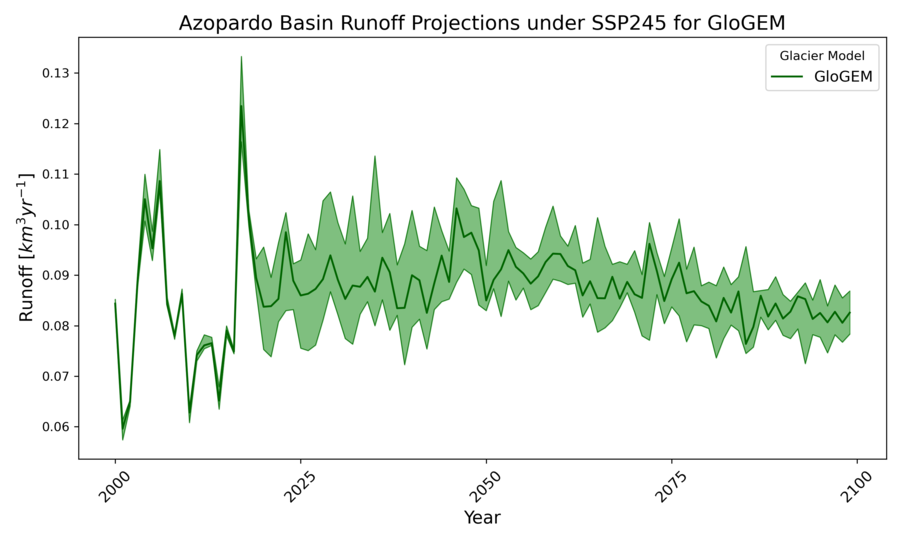 Azopardo Basin Runoff Projections under SSP245 for GloGEM
Glacier Model
GloGEM
0.13
0.12
0.11
0.10
0.09
0.08
0.07
0.06
Runoff [km³yr⁻¹]
2000
2025
2050
2075
2100
Year